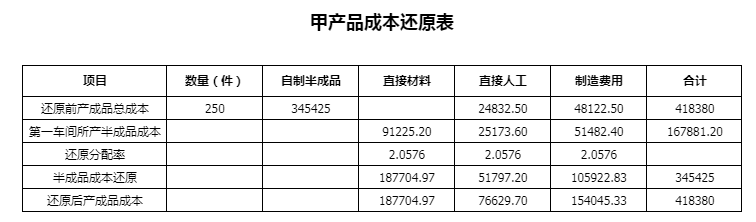 甲产品成本还原表
项目 数量（件） 自制半成品 直接材料 直接人工 制造费用 合计
还原前产成品总成本 250 345425 24832.50 48122.50 418380
第一车间所产半成品成本 91225.20 25173.60 51482.40 167881.20
还原分配率 2.0576 2.0576 2.0576
半成品成本还原 187704.97 51797.20 105922.83 345425
还原后产成品成本 187704.97 76629.70 154045.33 418380